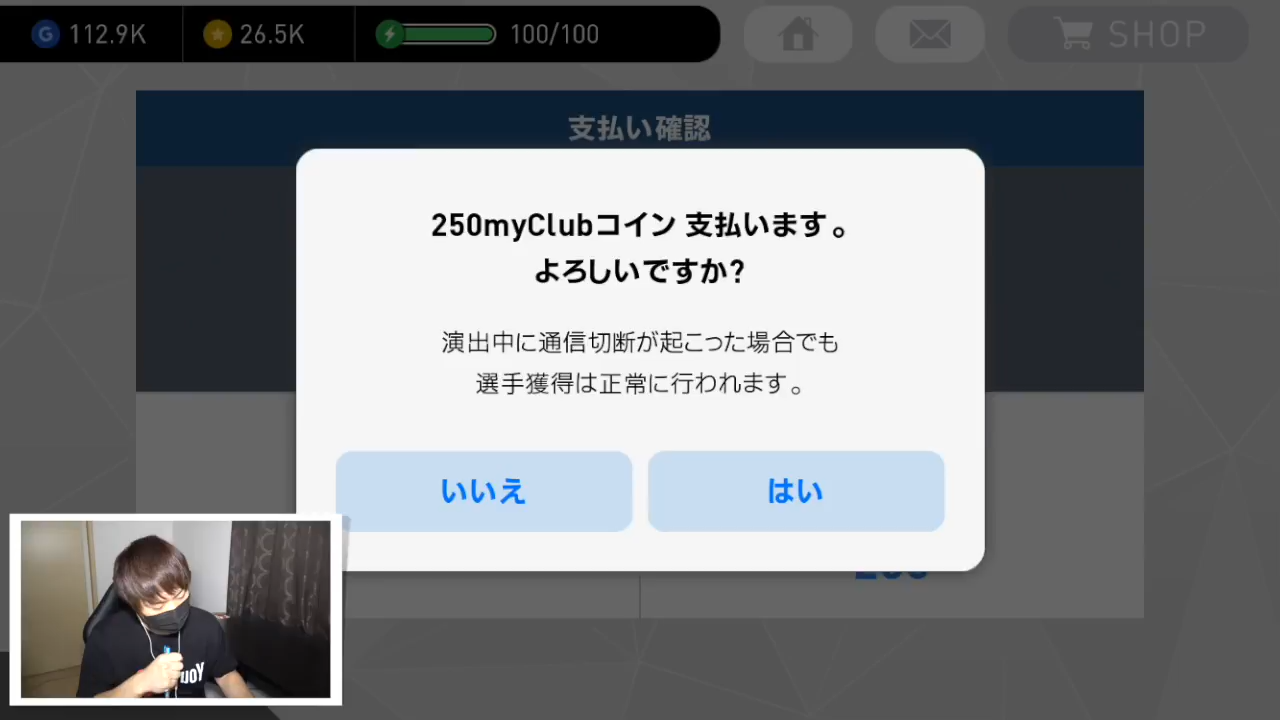 G 112.9K
26.5K
100/100
SHOP
支払い確認
250myClubコイン 支払います。
よろしいですか?
演出中に通信切断が起こった場合でも
選手獲得は正常に行われます。
いいえ
はい